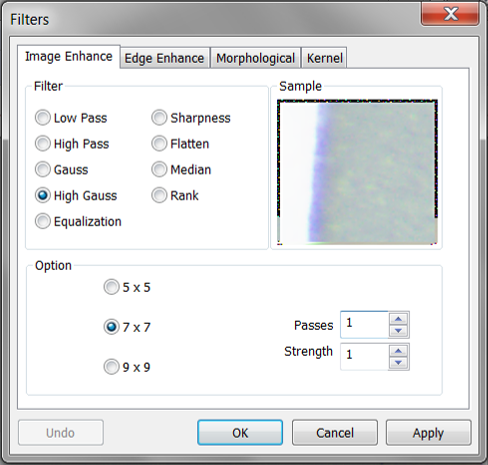 Filters
Image Enhance Edge Enhance Morphological Kernel
Filter
Low Pass
High Pass
Gauss
High Gauss
Equalization
Sharpness
Flatten
Median
Rank
Sample
Option
5 x 5
7 x 7
9 x 9
Passes 1
Strength 1
Undo OK Cancel Apply